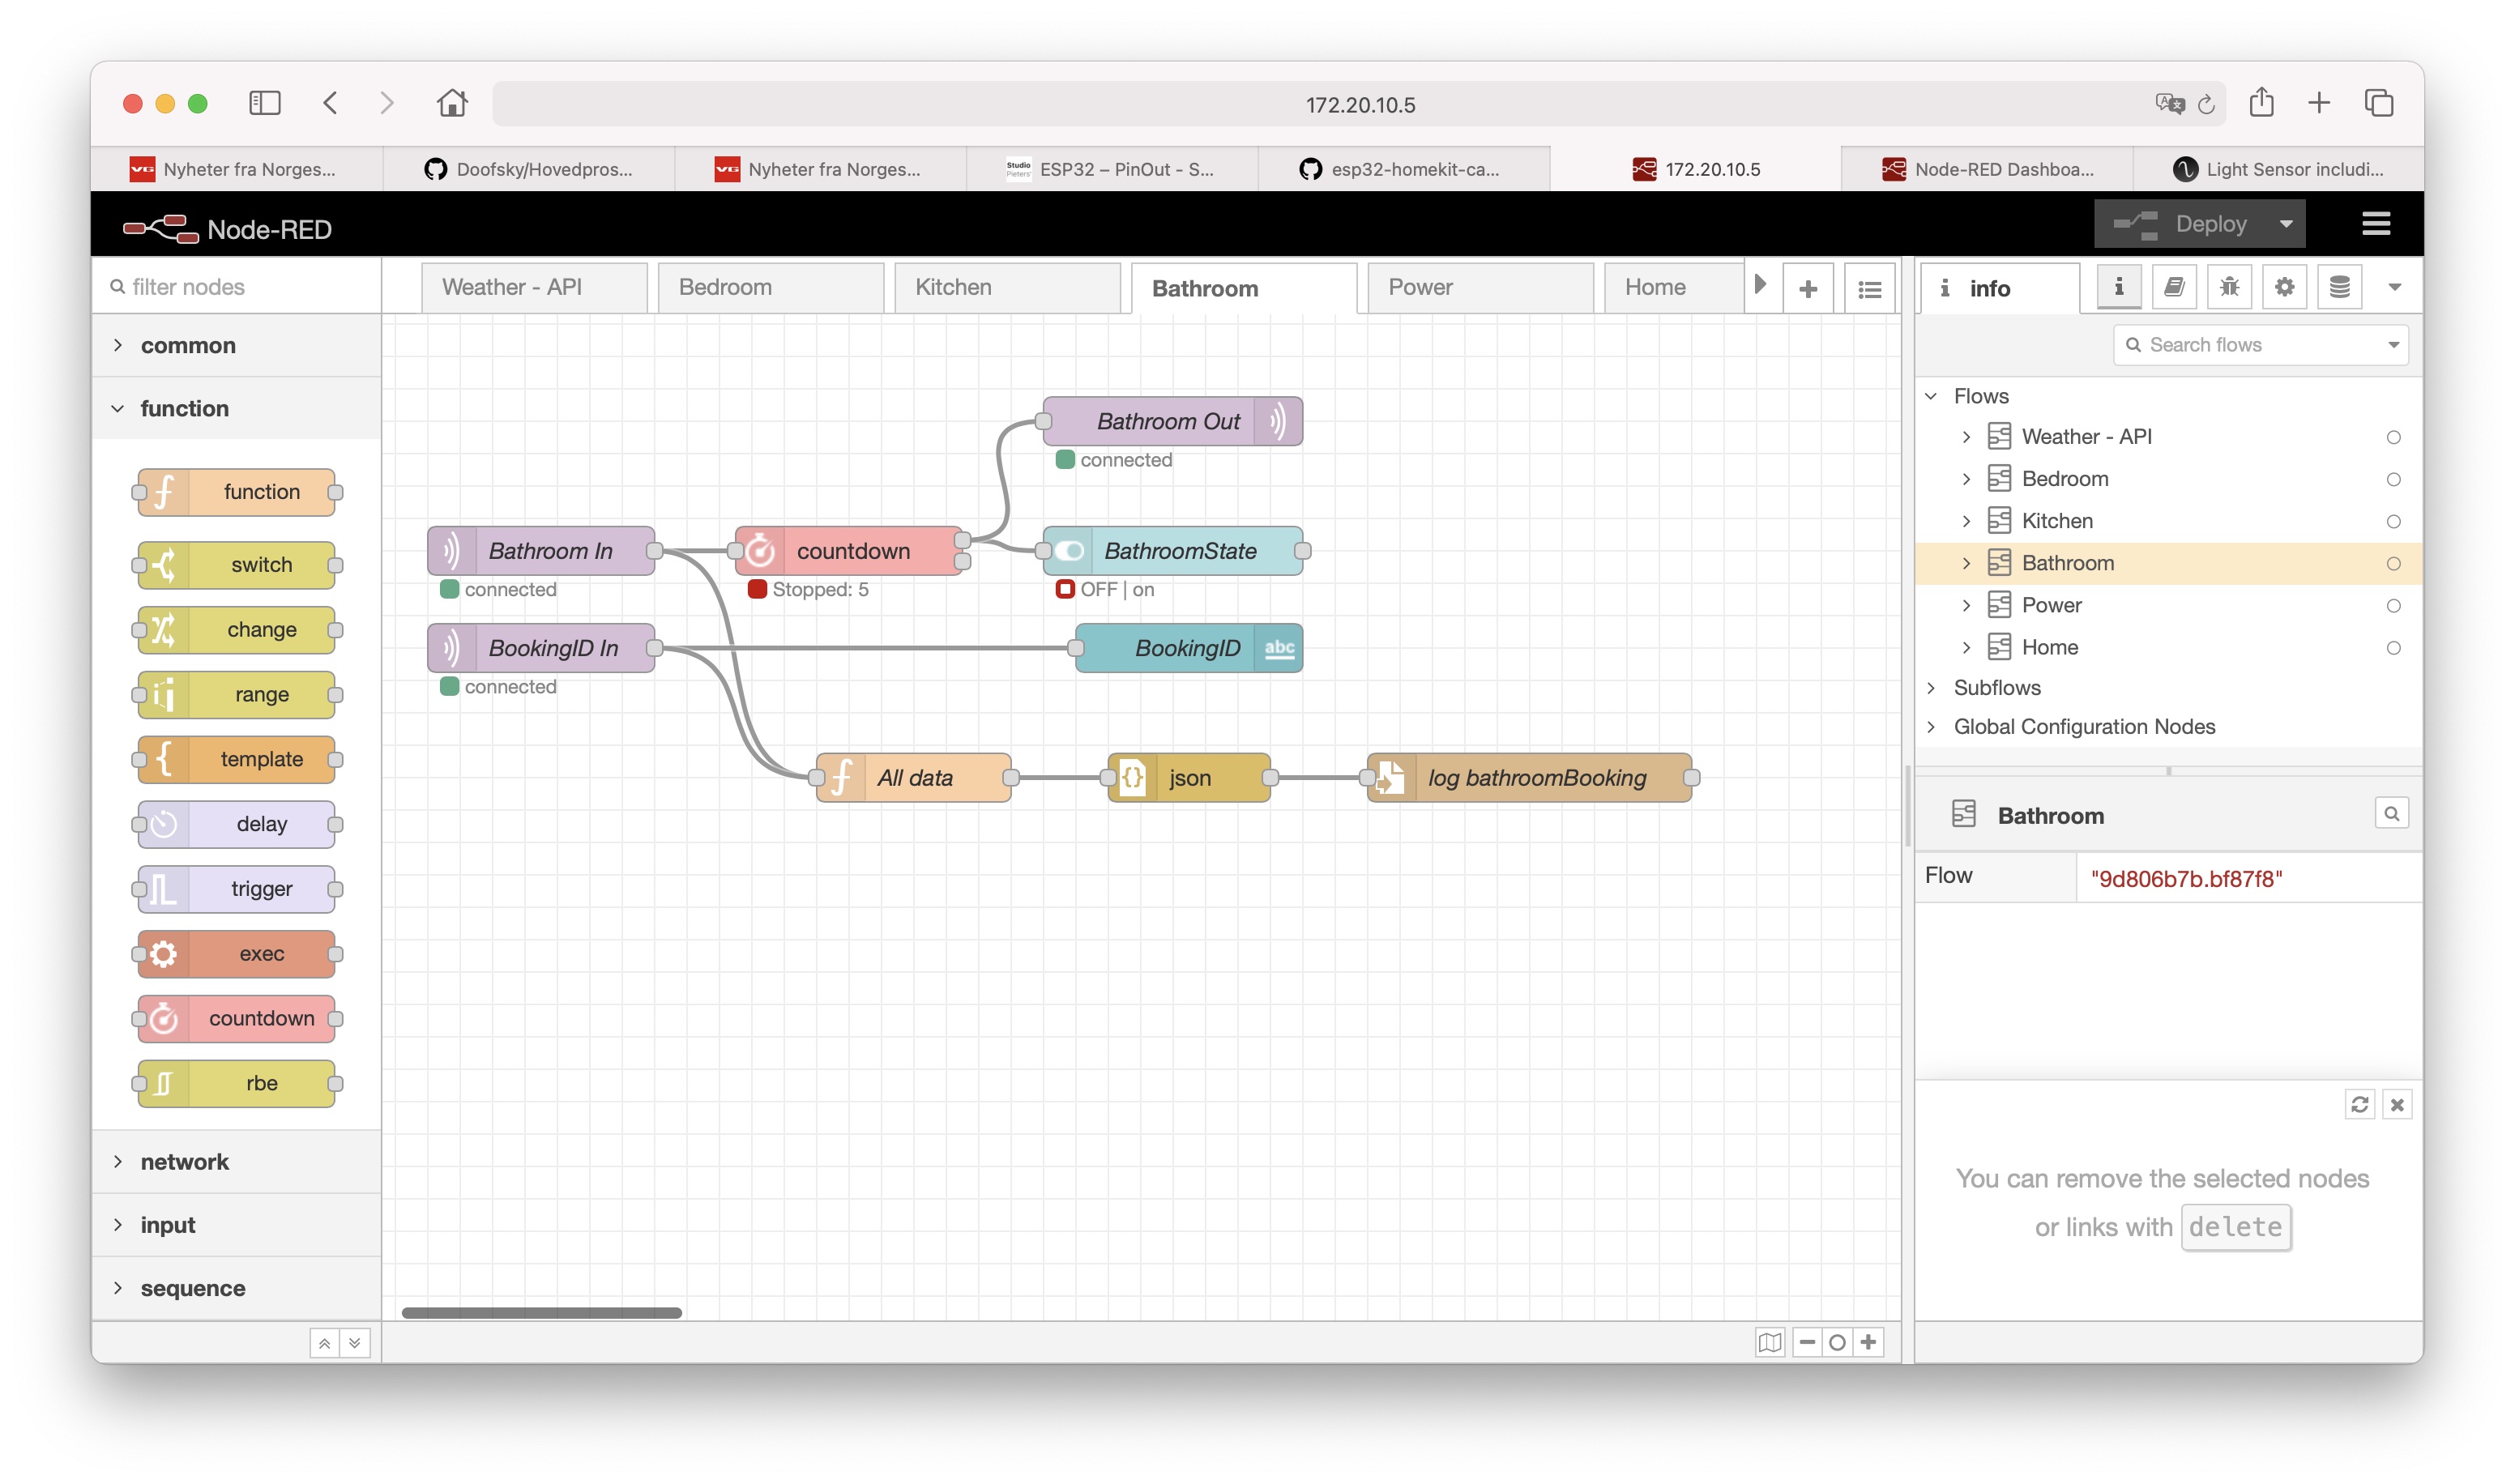 172.20.10.5
Nyheter fra Norges...
Doofsky/Hovedpros...
Nyheter fra Norges...
Studio
Pieters'
ESP32 – PinOut - S...
esp32-homekit-ca...
172.20.10.5
Node-RED Dashboa...
Light Sensor includi...
Node-RED
Deploy
filter nodes
common
function
function
switch
change
range
template
delay
trigger
exec
countdown
rbe
network
input
sequence
Weather - API
Bedroom
Kitchen
Bathroom
Power
Home
Bathroom Out
connected
Bathroom In
connected
countdown
Stopped: 5
BathroomState
OFF | on
BookingID In
connected
BookingID
abc
All data
json
log bathroomBooking
info
Search flows
Flows
Weather - API
Bedroom
Kitchen
Bathroom
Power
Home
Subflows
Global Configuration Nodes
Bathroom
Flow
"9d806b7b.bf87f8"
You can remove the selected nodes
or links with delete